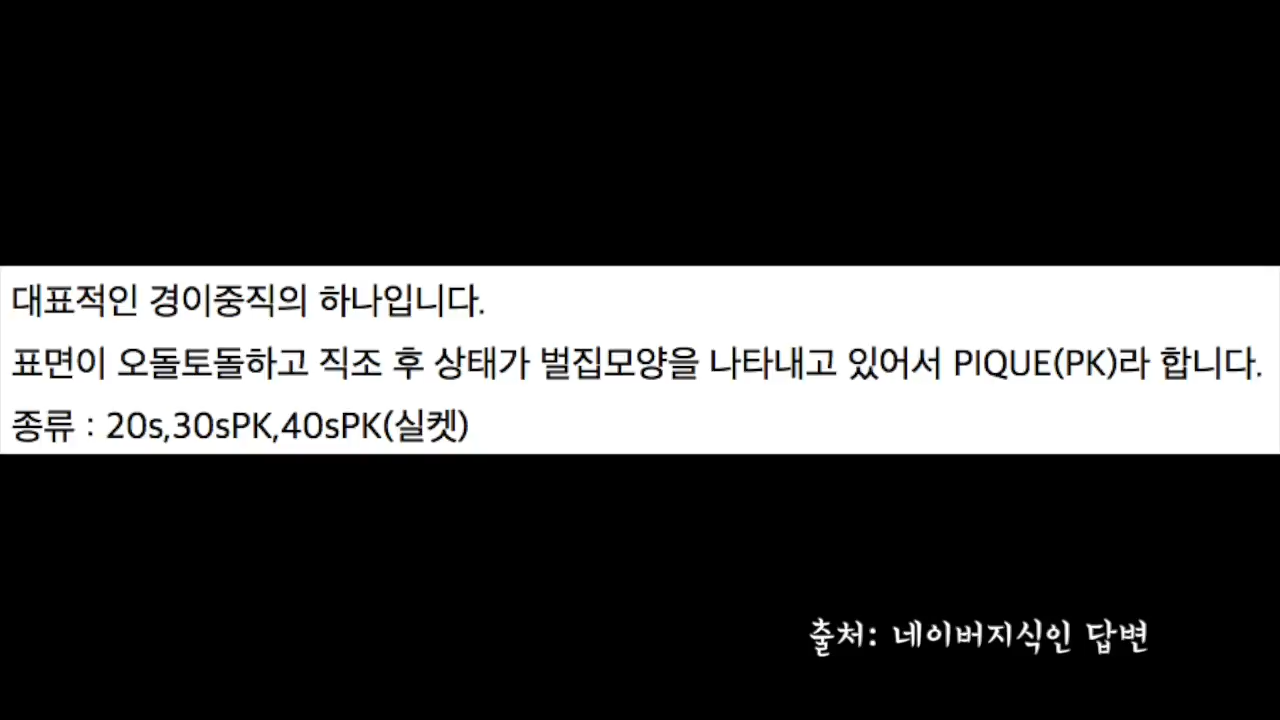 대표적인 경이중직의 하나입니다.
표면이 오돌토돌하고 직조 후 상태가 벌집모양을 나타내고 있어서 PIQUE(PK)라 합니다.
종류 : 20s,30sPK,40sPK(실켓)
출처: 네이버지식인 답변